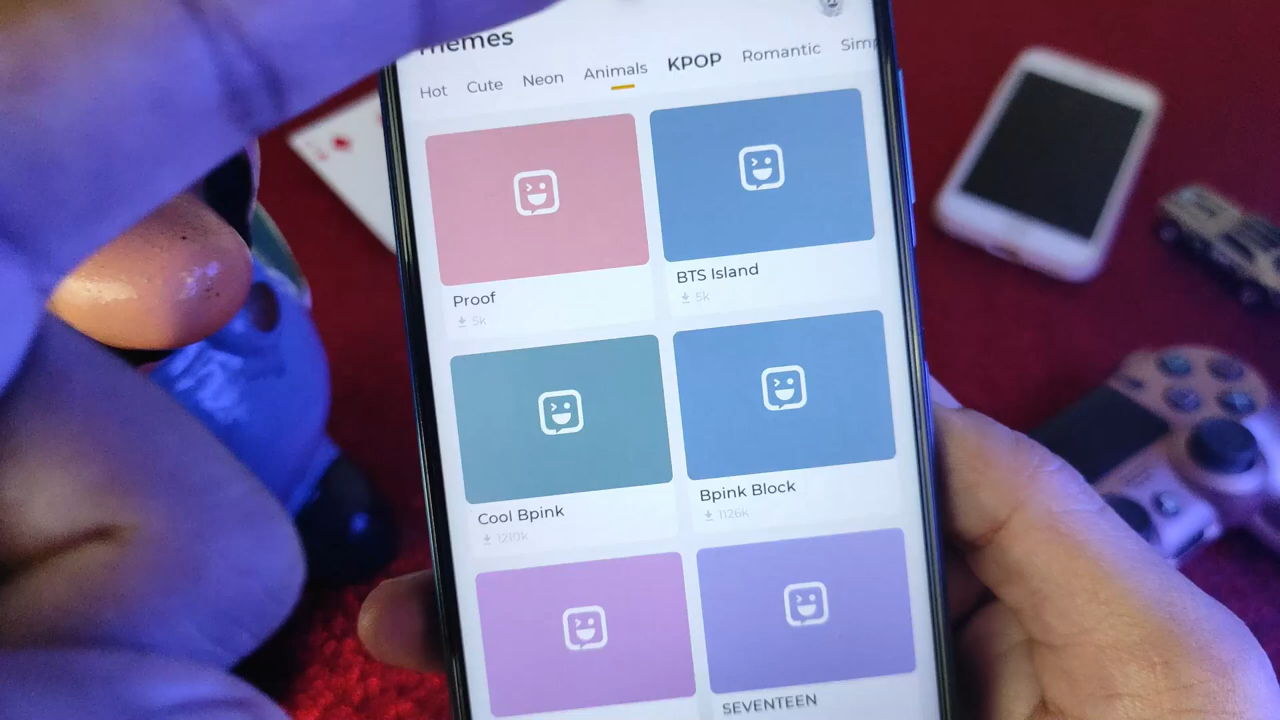 Themes
Hot Cute Neon Animals KPOP Romantic Simp
Proof
5k
BTS Island
5k
Cool Bpink
1210k
Bpink Block
1126k
SEVENTEEN